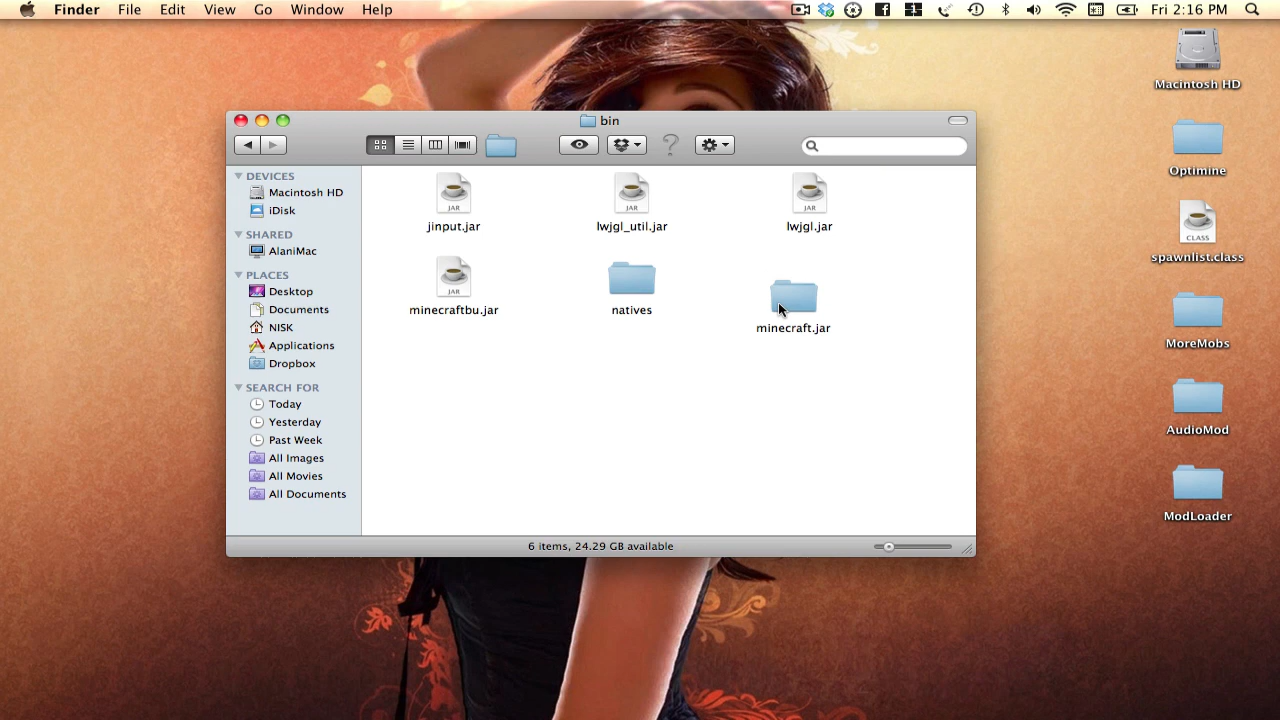 Finder File Edit View Go Window Help Fri 2:16 PM
Macintosh HD
Optimine
spawnlist.class
CLASS
MoreMobs
AudioMod
ModLoader
bin
DEVICES
Macintosh HD
iDisk
SHARED
AlaniMac
PLACES
Desktop
Documents
NISK
Applications
Dropbox
SEARCH FOR
Today
Yesterday
Past Week
All Images
All Movies
All Documents
JAR JAR JAR
jinput.jar lwjgl_util.jar lwjgl.jar
JAR
minecraftbu.jar natives minecraft.jar
6 items, 24.29 GB available